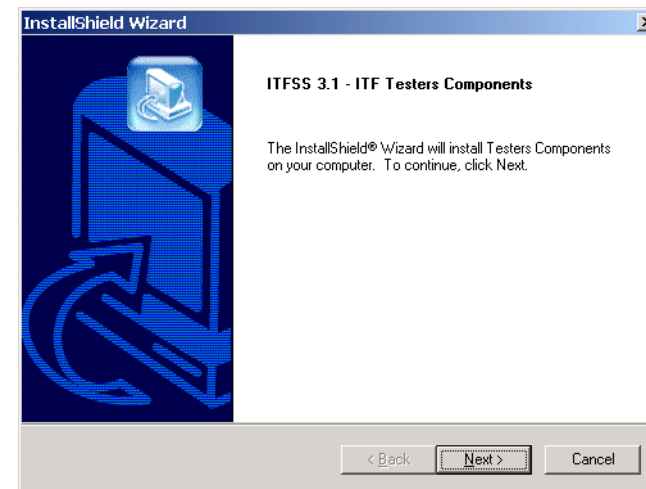 InstallShield Wizard
ITFSS 3.1 - ITF Testers Components
The InstallShield® Wizard will install Testers Components
on your computer. To continue, click Next.
< Back
Next >
Cancel